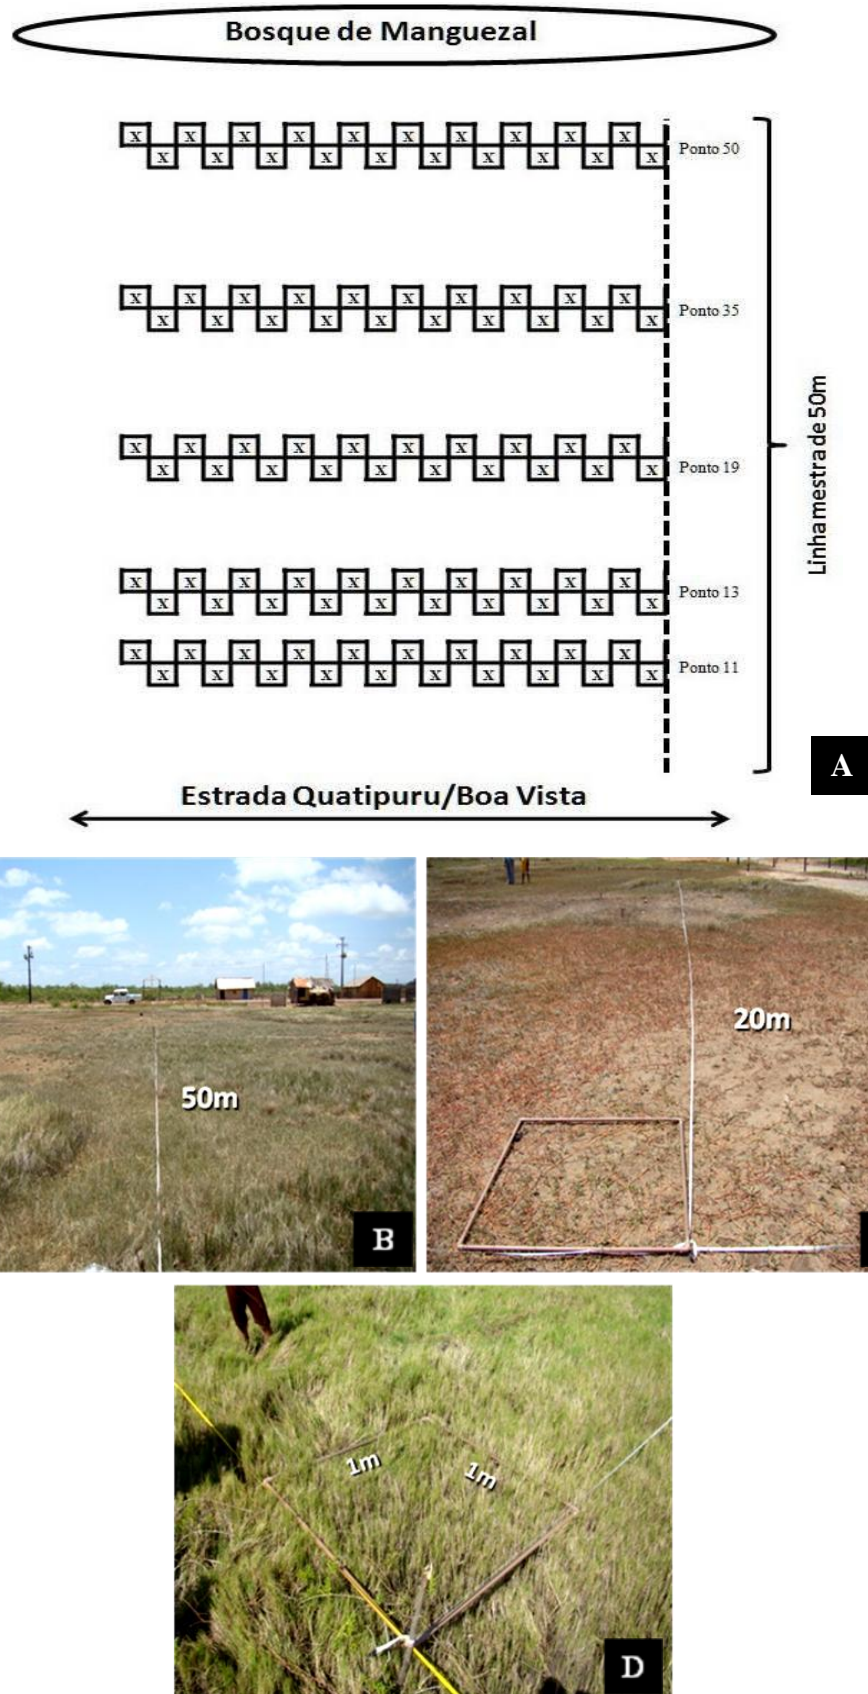 Bosque de Manguezal
x x x x x x x x x x
x x x x x x x x x x
Ponto 50
x x x x x x x x x x
x x x x x x x x x x
Ponto 35
x x x x x x x x x x
x x x x x x x x x x
Ponto 19
x x x x x x x x x x
x x x x x x x x x x
Ponto 13
x x x x x x x x x x
x x x x x x x x x x
Ponto 11
Linha mestra de 50m
A
Estrada Quatipuru/Boa Vista
50m
B
20m
1m
1m
D